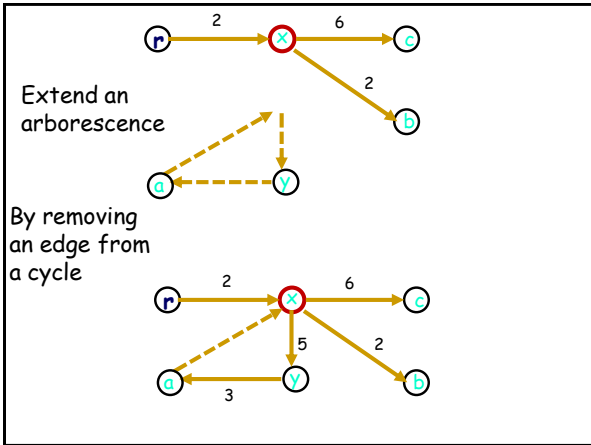 2 6
r x c
2
Extend an
arborescence
b
a y
By removing
an edge from
a cycle
2 6
r x c
5 2
a y b
3